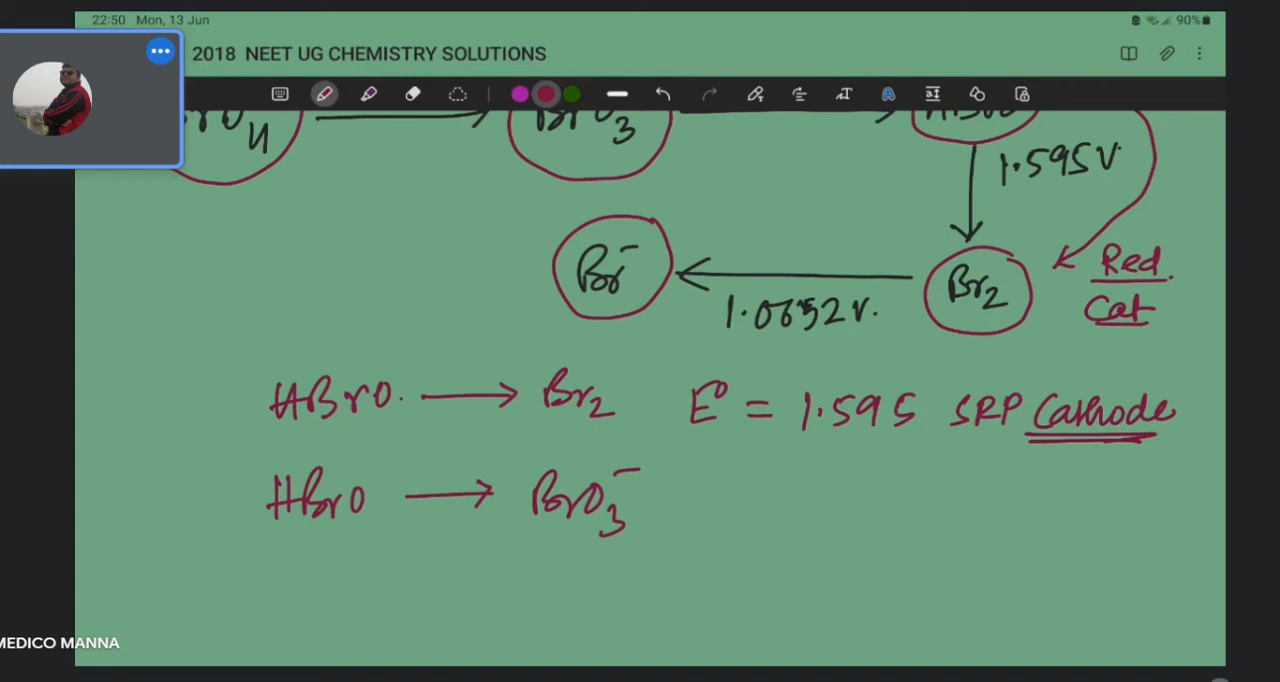 22:50 Mon, 13 Jun
90%
2018 NEET UG CHEMISTRY SOLUTIONS
BrO3
1.595V
Br⁻
1.0652V.
Br2
Red.
Cat
HBrO. → Br2 E⁰ = 1.595 SRP Cathode
HBrO → BrO3⁻
MEDICO MANNA